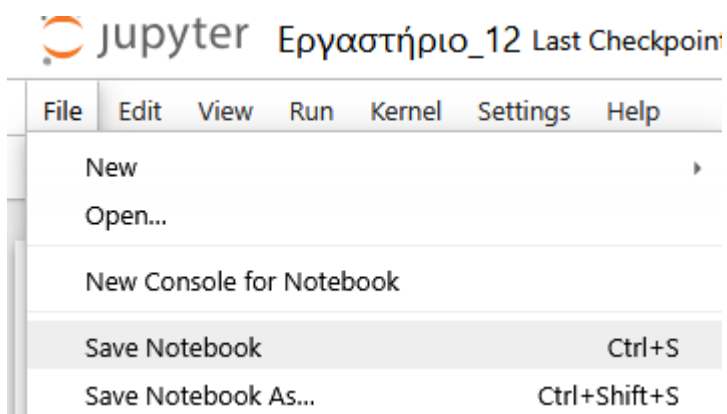 jupyter Εργαστήριο_12 Last Checkpoint
File Edit View Run Kernel Settings Help
New
Open...
New Console for Notebook
Save Notebook Ctrl+S
Save Notebook As... Ctrl+Shift+S